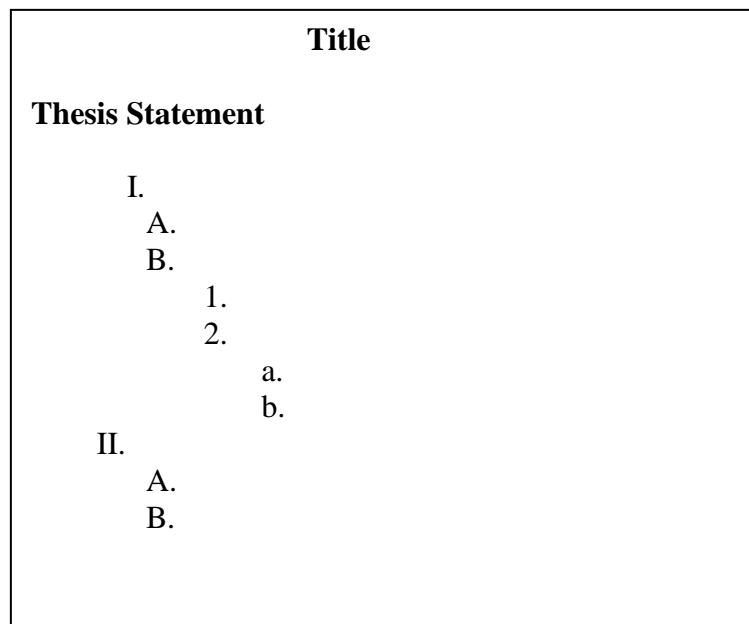 Title
Thesis Statement
I.
A.
B.
1.
2.
a.
b.
II.
A.
B.